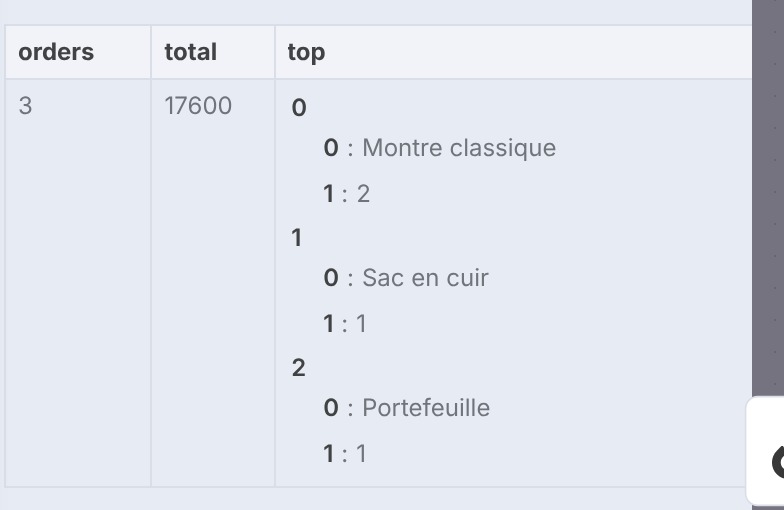 orders total top
3 17600 0
0 : Montre classique
1 : 2
1
0 : Sac en cuir
1 : 1
2
0 : Portefeuille
1 : 1